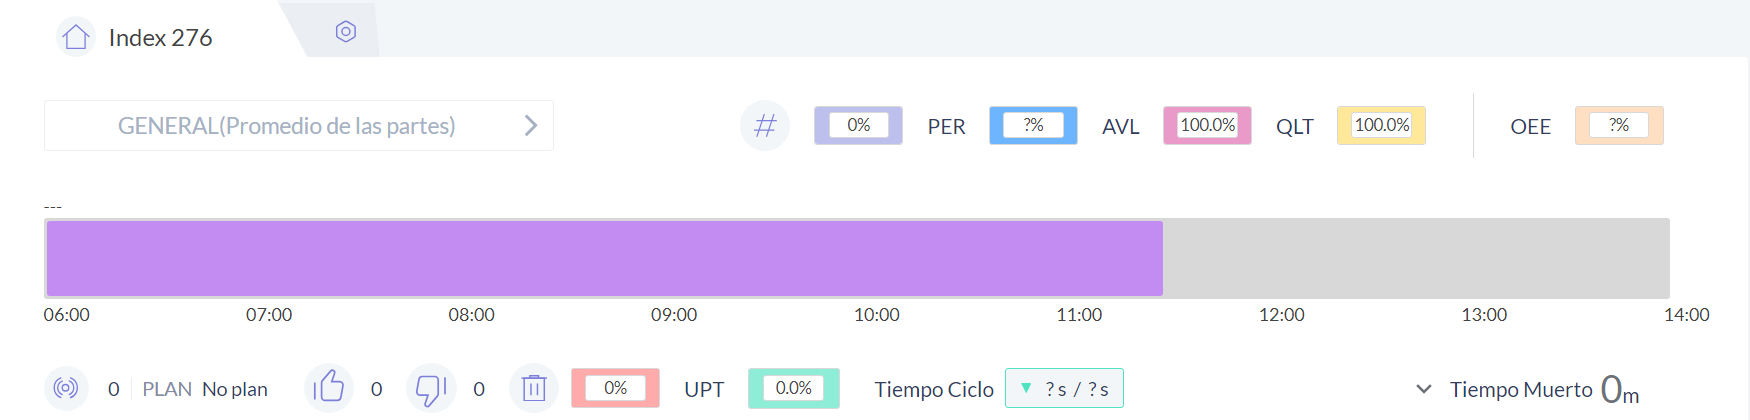 Index 276
GENERAL(Promedio de las partes)
# 0% PER ?% AVL 100.0% QLT 100.0% OEE ?%
---
06:00 07:00 08:00 09:00 10:00 11:00 12:00 13:00 14:00
0 PLAN No plan 0 0 0% UPT 0.0% Tiempo Ciclo ▼ ?s / ?s Tiempo Muerto 0m